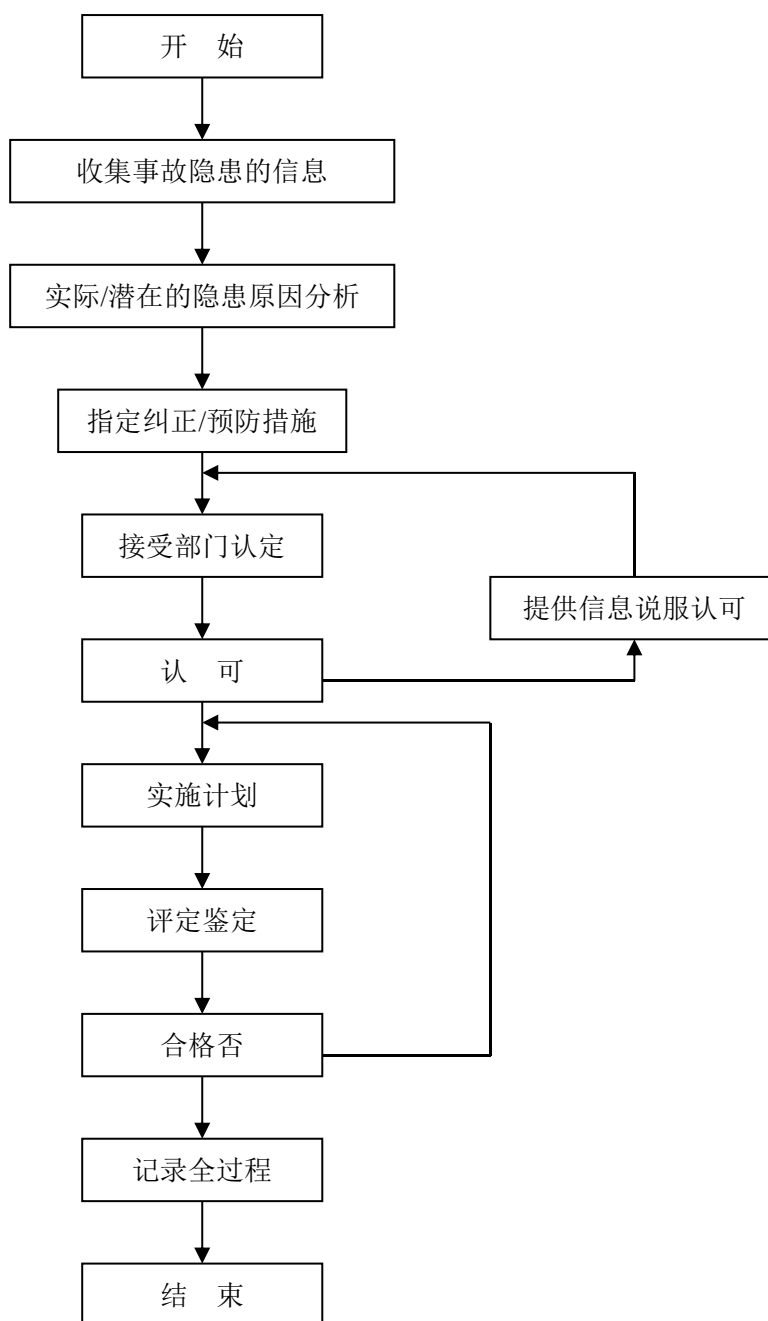 开 始
收集事故隐患的信息
实际/潜在的隐患原因分析
指定纠正/预防措施
接受部门认定
提供信息说服认可
认 可
实施计划
评定鉴定
合格否
记录全过程
结 束